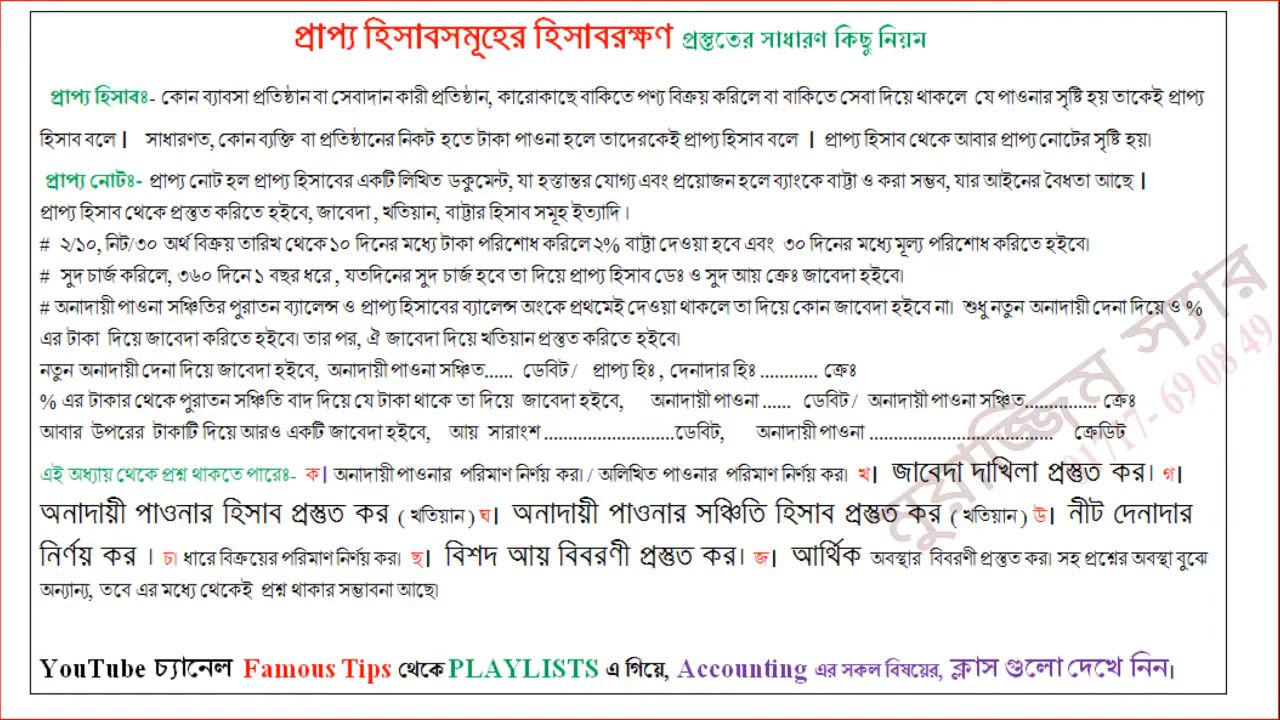 প্রাপ্য হিসাবসমূহের হিসাবরক্ষণ প্রস্তুতের সাধারণ কিছু নিয়ম
প্রাপ্য হিসাবঃ- কোন ব্যাবসা প্রতিষ্ঠান বা সেবাদান কারী প্রতিষ্ঠান, কারোকাছে বাকিতে পণ্য বিক্রয় করিলে বা বাকিতে সেবা দিয়ে থাকলে যে পাওনার সৃষ্টি হয় তাকেই প্রাপ্য
হিসাব বলে | সাধারণত, কোন ব্যক্তি বা প্রতিষ্ঠানের নিকট হতে টাকা পাওনা হলে তাদেরকেই প্রাপ্য হিসাব বলে | প্রাপ্য হিসাব থেকে আবার প্রাপ্য নোটের সৃষ্টি হয়।
প্রাপ্য নোটঃ- প্রাপ্য নোট হল প্রাপ্য হিসাবের একটি লিখিত ডকুমেন্ট, যা হস্তান্তর যোগ্য এবং প্রয়োজন হলে ব্যাংকে বাট্টা ও করা সম্ভব, যার আইনের বৈধতা আছে |
প্রাপ্য হিসাব থেকে প্রস্তুত করিতে হইবে, জাবেদা , খতিয়ান, বাট্টার হিসাব সমূহ ইত্যাদি।
# ২/১০, নিট/৩০ অর্থ বিক্রয় তারিখ থেকে ১০ দিনের মধ্যে টাকা পরিশোধ করিলে ২% বাট্টা দেওয়া হবে এবং ৩০ দিনের মধ্যে মূল্য পরিশোধ করিতে হইবে।
# সুদ চার্জ করিলে, ৩৬০ দিনে ১ বছর ধরে , যতদিনের সুদ চার্জ হবে তা দিয়ে প্রাপ্য হিসাব ডেঃ ও সুদ আয় ক্রেঃ জাবেদা হইবে।
# অনাদায়ী পাওনা সঞ্চিতির পুরাতন ব্যালেন্স ও প্রাপ্য হিসাবের ব্যালেন্স অংকে প্রথমেই দেওয়া থাকলে তা দিয়ে কোন জাবেদা হইবে না। শুধু নতুন অনাদায়ী দেনা দিয়ে ও %
এর টাকা দিয়ে জাবেদা করিতে হইবে। তার পর, ঐ জাবেদা দিয়ে খতিয়ান প্রস্তুত করিতে হইবে।
নতুন অনাদায়ী দেনা দিয়ে জাবেদা হইবে, অনাদায়ী পাওনা সঞ্চিত...... ডেবিট / প্রাপ্য হিঃ , দেনাদার হিঃ ............ ক্রেঃ
% এর টাকার থেকে পুরাতন সঞ্চিতি বাদ দিয়ে যে টাকা থাকে তা দিয়ে জাবেদা হইবে, অনাদায়ী পাওনা ...... ডেবিট / অনাদায়ী পাওনা সঞ্চিত............... ক্রেঃ
আবার উপরের টাকাটি দিয়ে আরও একটি জাবেদা হইবে, আয় সারাংশ ...........................ডেবিট, অনাদায়ী পাওনা ...................................... ক্রেডিট
এই অধ্যায় থেকে প্রশ্ন থাকতে পারেঃ- ক| অনাদায়ী পাওনার পরিমাণ নির্ণয় কর। / অলিখিত পাওনার পরিমাণ নির্ণয় কর। খ| জাবেদা দাখিলা প্রস্তুত কর। গ|
অনাদায়ী পাওনার হিসাব প্রস্তুত কর ( খতিয়ান ) ঘ| অনাদায়ী পাওনার সঞ্চিতি হিসাব প্রস্তুত কর ( খতিয়ান ) উ| নীট দেনাদার
নির্ণয় কর । চ। ধারে বিক্রয়ের পরিমাণ নির্ণয় কর। ছ| বিশদ আয় বিবরণী প্রস্তুত কর। জ| আর্থিক অবস্থার বিবরণী প্রস্তুত কর। সহ প্রশ্নের অবস্থা বুঝে
অন্যান্য, তবে এর মধ্যে থেকেই প্রশ্ন থাকার সম্ভাবনা আছে।
YouTube চ্যানেল Famous Tips থেকে PLAYLISTS এ গিয়ে, Accounting এর সকল বিষয়ের, ক্লাস গুলো দেখে নিন।
মুয়াজ্জিম স্যার
01717- 69 08 49